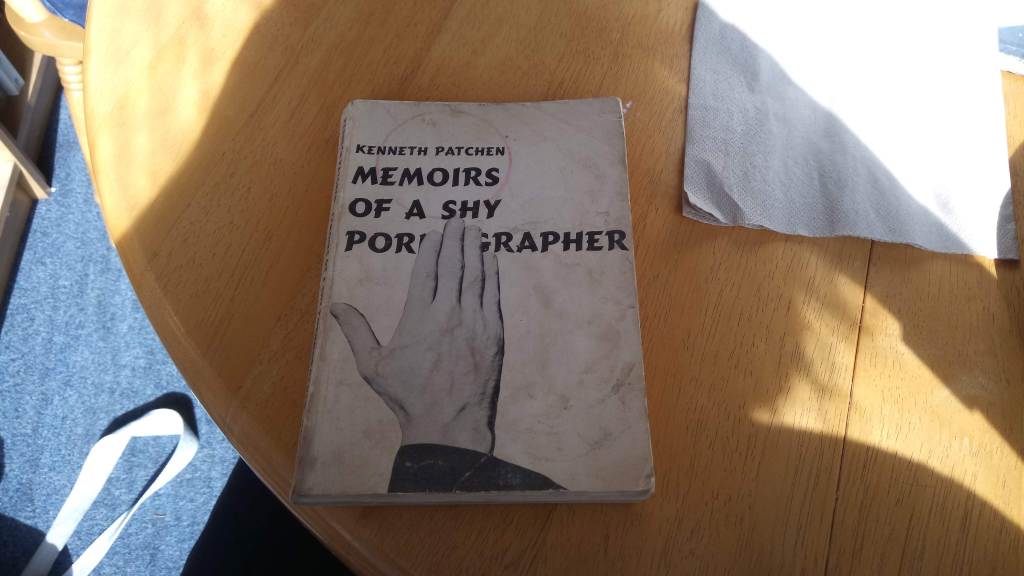 KENNETH PATCHEN
MEMOIRS
OF A SHY
POR GRAPHER